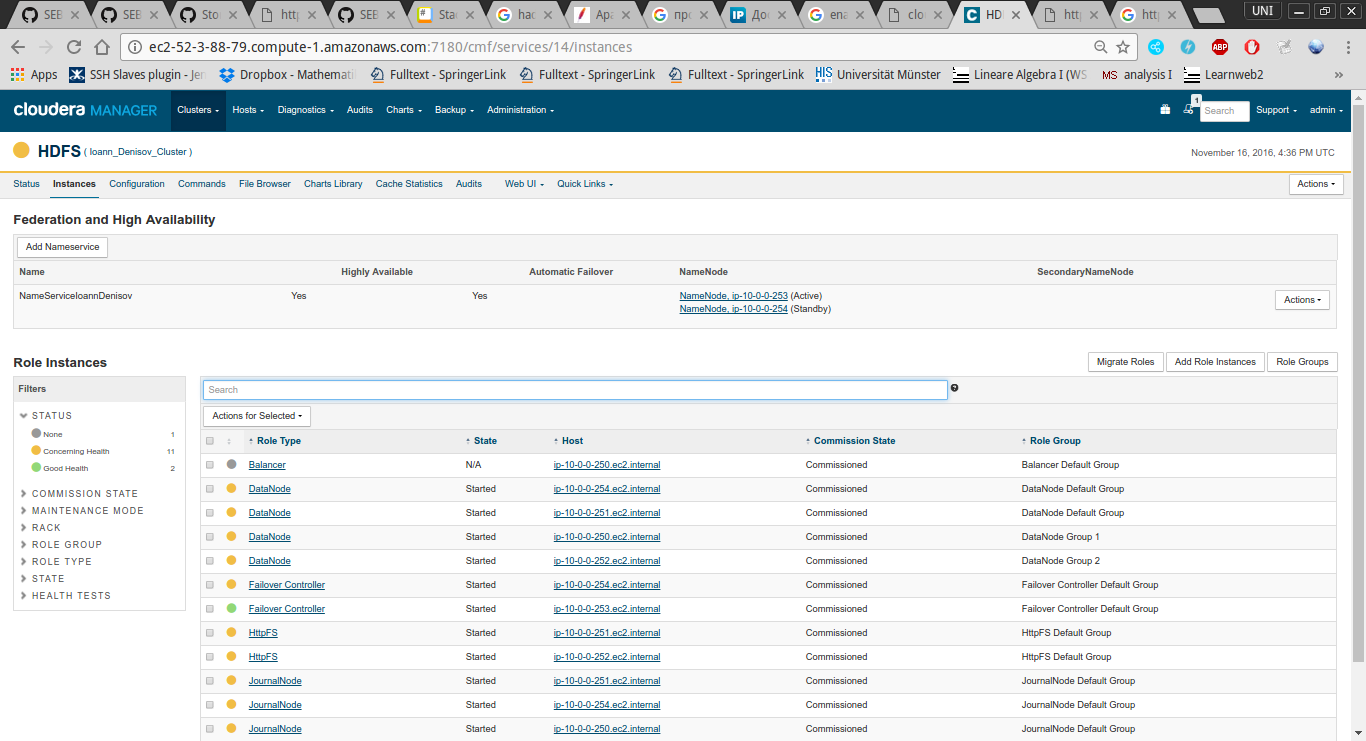 SEB
SEB
Sto
http
SEB
Stac
had
Apa
про
IP Дос
ena
clo
HD
http
http
UNI
ec2-52-3-88-79.compute-1.amazonaws.com:7180/cmf/services/14/instances
Apps SSH Slaves plugin - Jen Dropbox - Mathemati Fulltext - SpringerLink Fulltext - SpringerLink Fulltext - SpringerLink HIS Universität Münster Lineare Algebra I (WS MS analysis I Learnweb2 »
cloudera MANAGER Clusters Hosts Diagnostics Audits Charts Backup Administration 1 Search Support admin
HDFS ( Ioann_Denisov_Cluster )
November 16, 2016, 4:36 PM UTC
Status Instances Configuration Commands File Browser Charts Library Cache Statistics Audits Web UI Quick Links Actions
Federation and High Availability
Add Nameservice
Name Highly Available Automatic Failover NameNode SecondaryNameNode
NameServiceIoannDenisov Yes Yes NameNode, ip-10-0-0-253 (Active) Actions
NameNode, ip-10-0-0-254 (Standby)
Role Instances Migrate Roles Add Role Instances Role Groups
Filters
STATUS
None 1
Concerning Health 11
Good Health 2
COMMISSION STATE
MAINTENANCE MODE
RACK
ROLE GROUP
ROLE TYPE
STATE
HEALTH TESTS
Search
Actions for Selected
Role Type State Host Commission State Role Group
Balancer N/A ip-10-0-0-250.ec2.internal Commissioned Balancer Default Group
DataNode Started ip-10-0-0-254.ec2.internal Commissioned DataNode Default Group
DataNode Started ip-10-0-0-251.ec2.internal Commissioned DataNode Default Group
DataNode Started ip-10-0-0-250.ec2.internal Commissioned DataNode Group 1
DataNode Started ip-10-0-0-252.ec2.internal Commissioned DataNode Group 2
Failover Controller Started ip-10-0-0-254.ec2.internal Commissioned Failover Controller Default Group
Failover Controller Started ip-10-0-0-253.ec2.internal Commissioned Failover Controller Default Group
HttpFS Started ip-10-0-0-251.ec2.internal Commissioned HttpFS Default Group
HttpFS Started ip-10-0-0-252.ec2.internal Commissioned HttpFS Default Group
JournalNode Started ip-10-0-0-251.ec2.internal Commissioned JournalNode Default Group
JournalNode Started ip-10-0-0-254.ec2.internal Commissioned JournalNode Default Group
JournalNode Started ip-10-0-0-250.ec2.internal Commissioned JournalNode Default Group